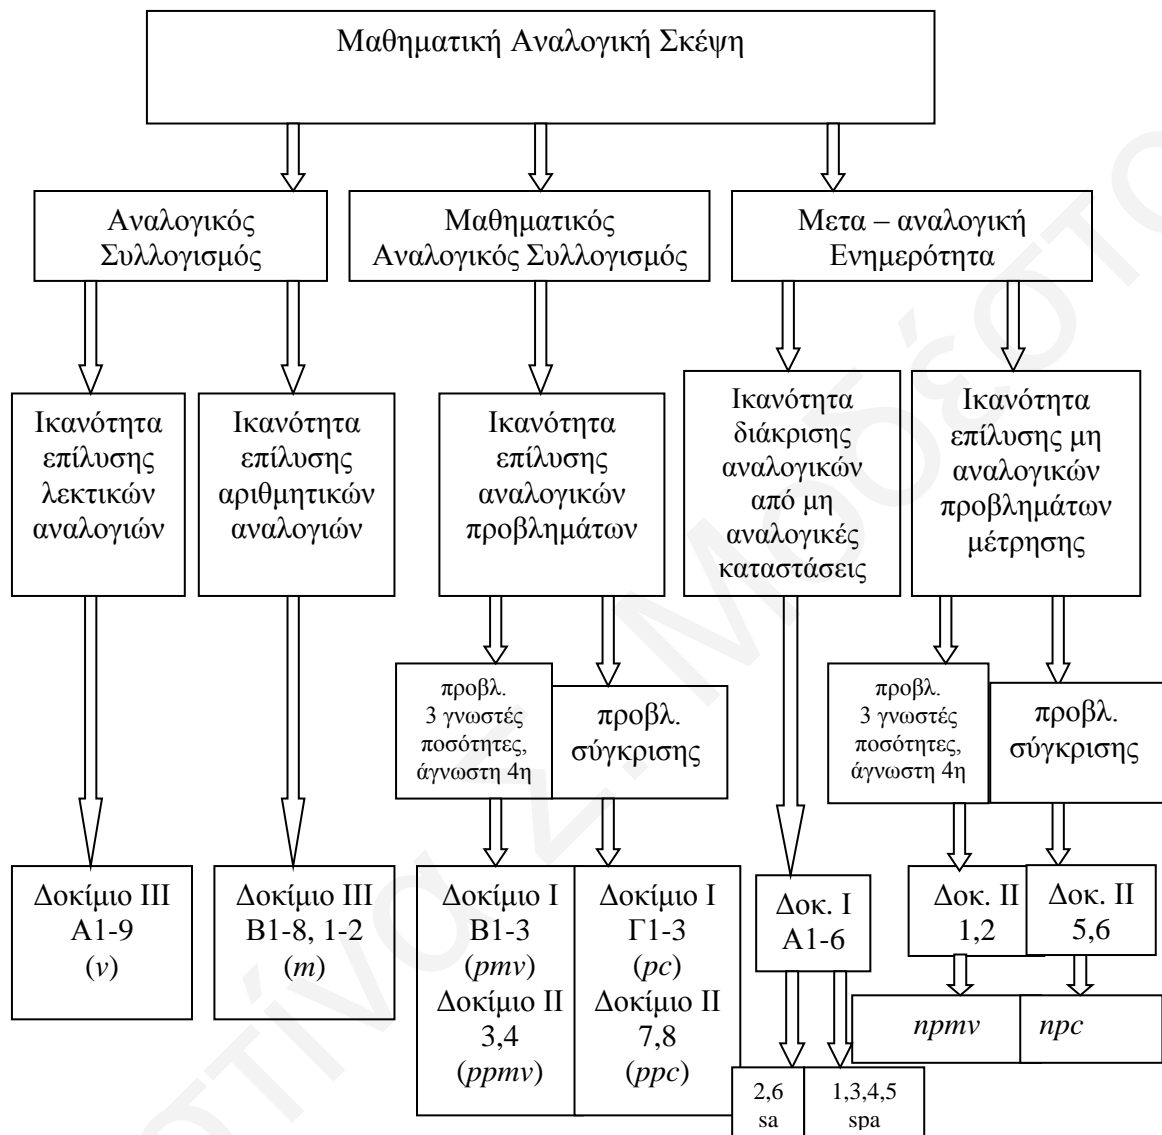 Μαθηματική Αναλογική Σκέψη
Αναλογικός
Συλλογισμός
Μαθηματικός
Αναλογικός Συλλογισμός
Μετα – αναλογική
Ενημερότητα
Ικανότητα
επίλυσης
λεκτικών
αναλογιών
Ικανότητα
επίλυσης
αριθμητικών
αναλογιών
Ικανότητα
επίλυσης
αναλογικών
προβλημάτων
Ικανότητα
διάκρισης
αναλογικών
από μη
αναλογικές
καταστάσεις
Ικανότητα
επίλυσης μη
αναλογικών
προβλημάτων
μέτρησης
προβλ.
3 γνωστές
ποσότητες,
άγνωστη 4η
προβλ.
σύγκρισης
προβλ.
3 γνωστές
ποσότητες,
άγνωστη 4η
προβλ.
σύγκρισης
Δοκίμιο ΙΙΙ
Α1-9
(v)
Δοκίμιο ΙΙΙ
Β1-8, 1-2
(m)
Δοκίμιο Ι
Β1-3
(pmv)
Δοκίμιο ΙΙ
3,4
(ppmv)
Δοκίμιο Ι
Γ1-3
(pc)
Δοκίμιο ΙΙ
7,8
(ppc)
Δοκ. Ι
Α1-6
Δοκ. ΙΙ
1,2
Δοκ. ΙΙ
5,6
npmv
npc
2,6
sa
1,3,4,5
spa